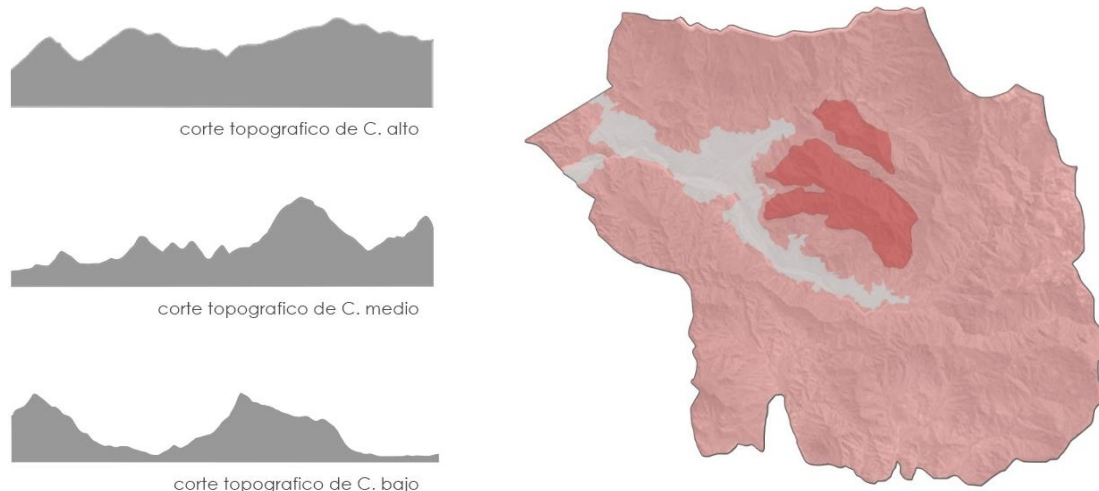 corte topografico de C. alto
corte topografico de C. medio
corte topografico de C. bajo